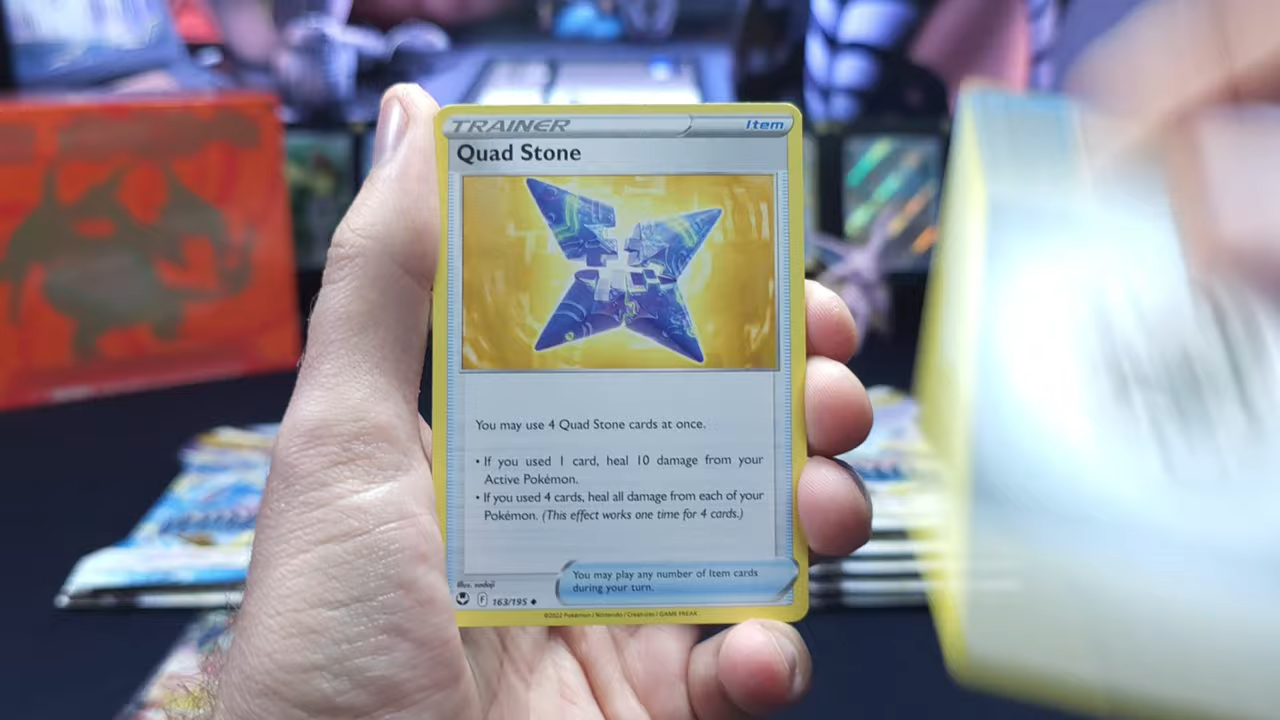 TRAINER Item
Quad Stone
You may use 4 Quad Stone cards at once.
• If you used 1 card, heal 10 damage from your
Active Pokémon.
• If you used 4 cards, heal all damage from each of your
Pokémon. (This effect works one time for 4 cards.)
You may play any number of Item cards
during your turn.
Illus. nodoji
F 163/195
©2022 Pokémon / Nintendo / Creatures / GAME FREAK